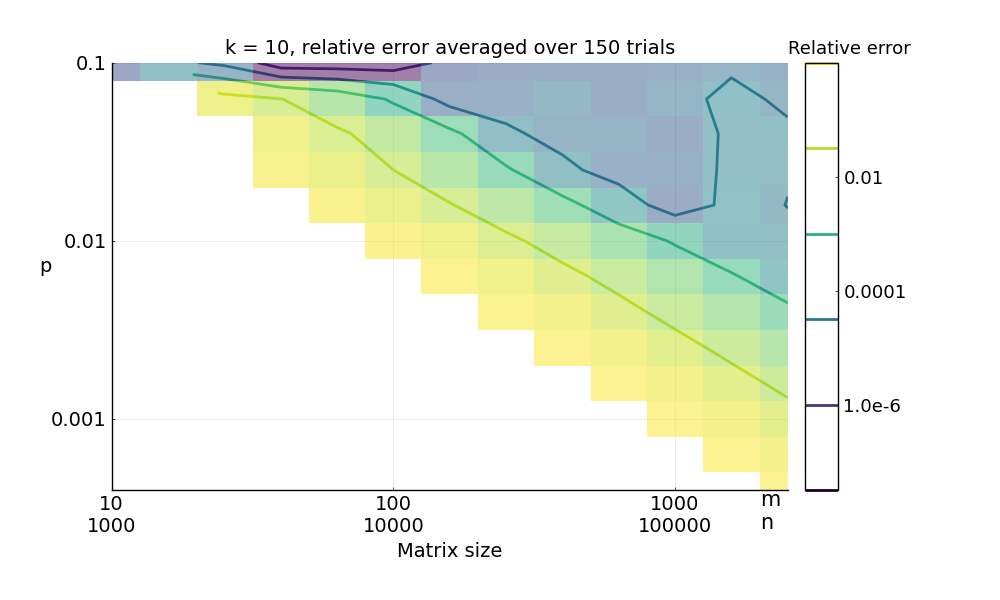 k = 10, relative error averaged over 150 trials
Relative error
0.1
0.01
0.001
p
0.01
0.0001
1.0e-6
10 100 1000 m
1000 10000 100000 n
Matrix size